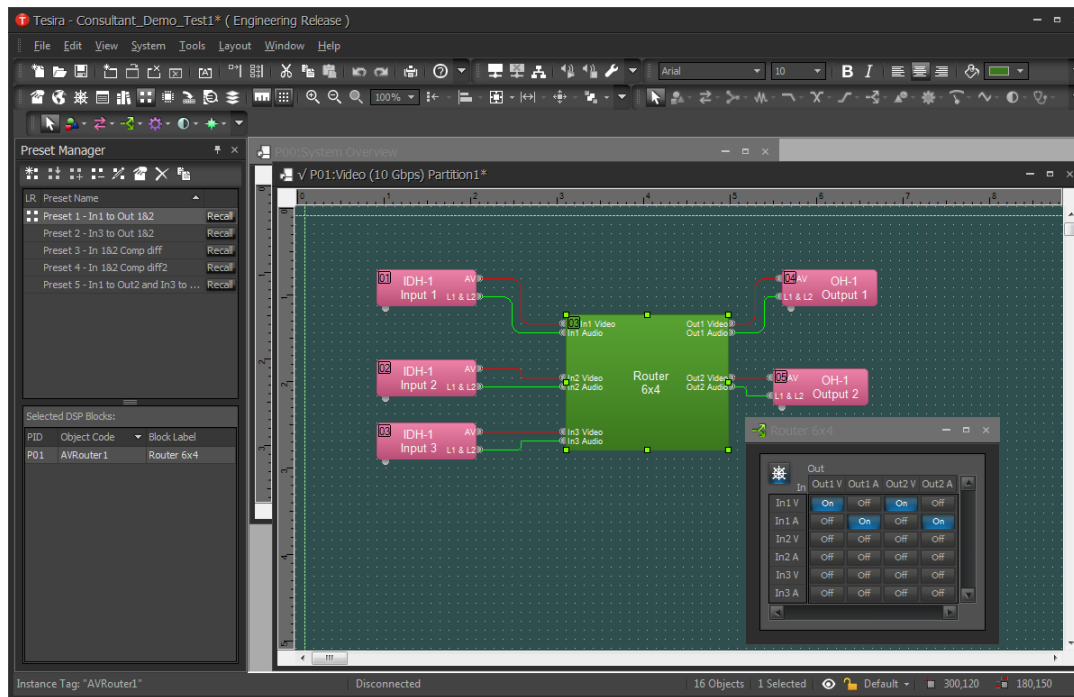 Tesira - Consultant_Demo_Test1* ( Engineering Release )
File Edit View System Tools Layout Window Help
Arial 10 B I
100%
Preset Manager
P00:System Overview
√ P01:Video (10 Gbps) Partition1*
LR Preset Name
Preset 1 - In1 to Out 1&2 Recall
Preset 2 - In3 to Out 1&2 Recall
Preset 3 - In 1&2 Comp diff Recall
Preset 4 - In 1&2 Comp diff2 Recall
Preset 5 - In1 to Out2 and In3 to ... Recall
0 1 2 3 4 5 6 8
01 IDH-1 AV
Input 1 L1 & L2
04 AV OH-1
L1 & L2 Output 1
03 In1 Video Out1 Video
In1 Audio Out1 Audio
02 IDH-1 AV
Input 2 L1 & L2
In2 Video Router Out2 Video
In2 Audio 6x4 Out2 Audio
05 AV OH-1
L1 & L2 Output 2
03 IDH-1 AV
Input 3 L1 & L2
In3 Video
In3 Audio
Selected DSP Blocks:
PID Object Code Block Label
P01 AVRouter1 Router 6x4
Router 6x4
Out
In Out1 V Out1 A Out2 V Out2 A
In1 V On Off On Off
In1 A Off On Off On
In2 V Off Off Off Off
In2 A Off Off Off Off
In3 V Off Off Off Off
In3 A Off Off Off Off
Instance Tag: "AVRouter1" Disconnected 16 Objects 1 Selected Default 300,120 180,150